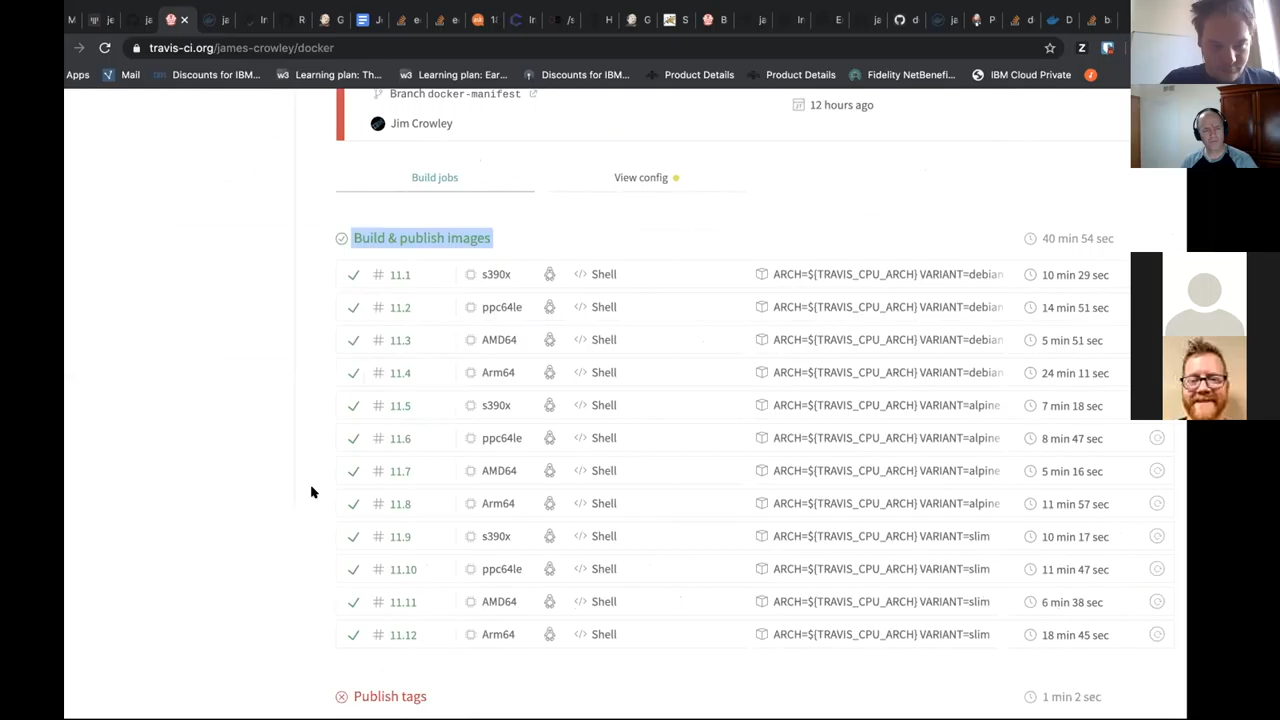 travis-ci.org/james-crowley/docker
Apps Mail Discounts for IBM... w3 Learning plan: Th... w3 Learning plan: Ear... Discounts for IBM... Product Details Product Details Fidelity NetBenefi... IBM Cloud Private
Branch docker-manifest
12 hours ago
Jim Crowley
Build jobs View config
Build & publish images 40 min 54 sec
# 11.1 s390x </> Shell ARCH=${TRAVIS_CPU_ARCH} VARIANT=debian 10 min 29 sec
# 11.2 ppc64le </> Shell ARCH=${TRAVIS_CPU_ARCH} VARIANT=debian 14 min 51 sec
# 11.3 AMD64 </> Shell ARCH=${TRAVIS_CPU_ARCH} VARIANT=debian 5 min 51 sec
# 11.4 Arm64 </> Shell ARCH=${TRAVIS_CPU_ARCH} VARIANT=debian 24 min 11 sec
# 11.5 s390x </> Shell ARCH=${TRAVIS_CPU_ARCH} VARIANT=alpine 7 min 18 sec
# 11.6 ppc64le </> Shell ARCH=${TRAVIS_CPU_ARCH} VARIANT=alpine 8 min 47 sec
# 11.7 AMD64 </> Shell ARCH=${TRAVIS_CPU_ARCH} VARIANT=alpine 5 min 16 sec
# 11.8 Arm64 </> Shell ARCH=${TRAVIS_CPU_ARCH} VARIANT=alpine 11 min 57 sec
# 11.9 s390x </> Shell ARCH=${TRAVIS_CPU_ARCH} VARIANT=slim 10 min 17 sec
# 11.10 ppc64le </> Shell ARCH=${TRAVIS_CPU_ARCH} VARIANT=slim 11 min 47 sec
# 11.11 AMD64 </> Shell ARCH=${TRAVIS_CPU_ARCH} VARIANT=slim 6 min 38 sec
# 11.12 Arm64 </> Shell ARCH=${TRAVIS_CPU_ARCH} VARIANT=slim 18 min 45 sec
Publish tags 1 min 2 sec